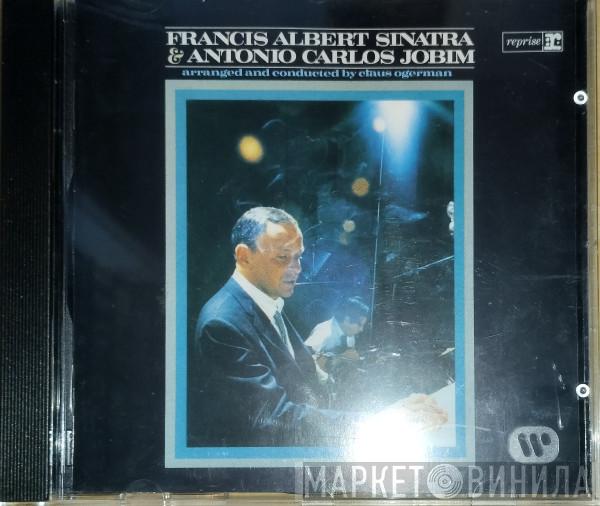 FRANCIS ALBERT SINATRA
& ANTONIO CARLOS JOBIM
arranged and conducted by claus ogerman
reprise
МАРКЕТ ВИНИЛА